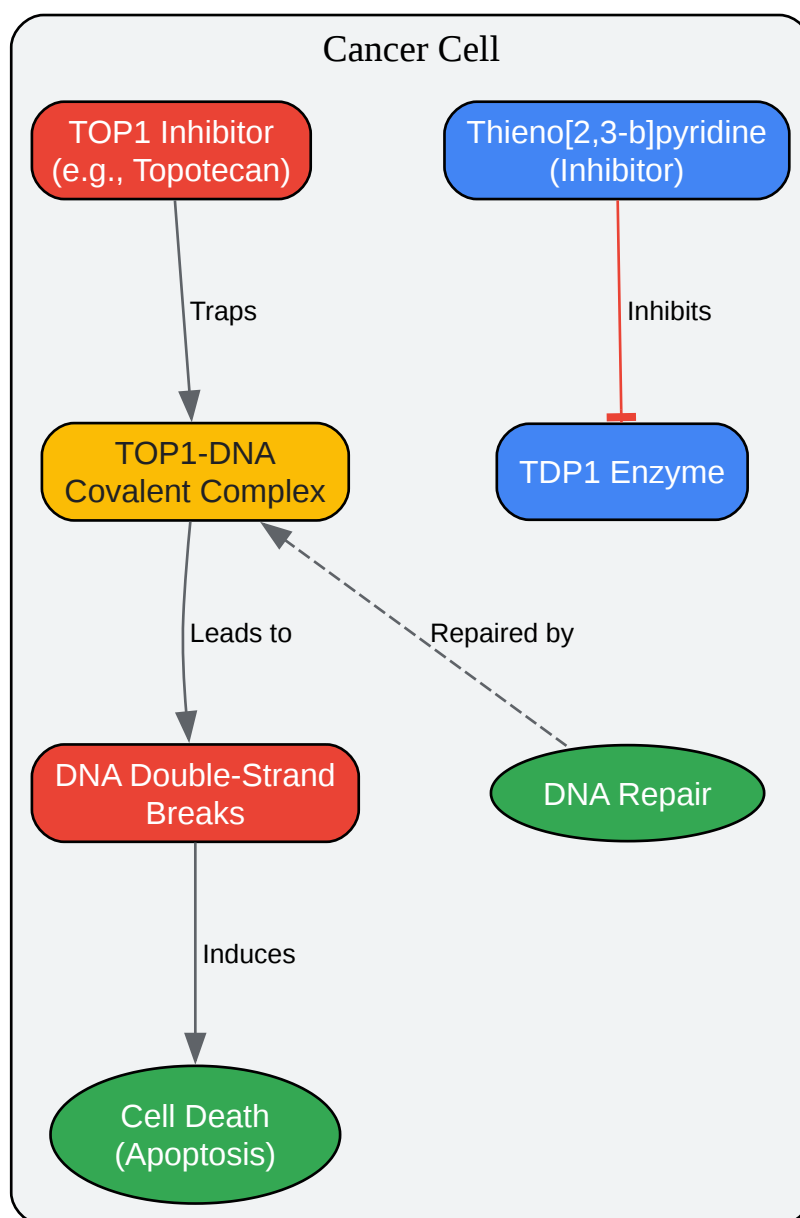 Cancer Cell
TOP1 Inhibitor
(e.g., Topotecan)
Thieno[2,3-b]pyridine
(Inhibitor)
Traps
Inhibits
TOP1-DNA
Covalent Complex
TDP1 Enzyme
Leads to
Repaired by
DNA Double-Strand
Breaks
DNA Repair
Induces
Cell Death
(Apoptosis)